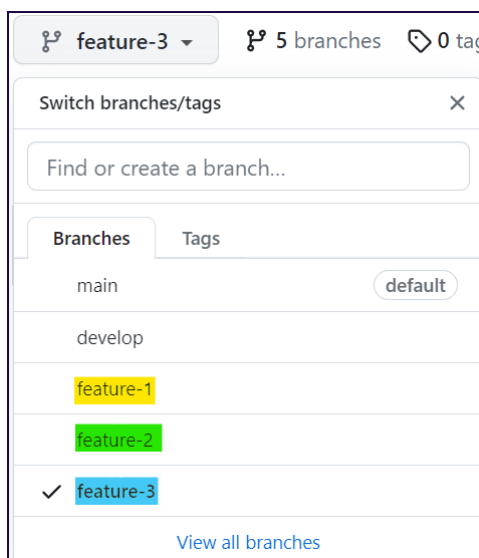 feature-3 5 branches 0
Switch branches/tags
Find or create a branch...
Branches Tags
main default
develop
feature-1
feature-2
feature-3
View all branches